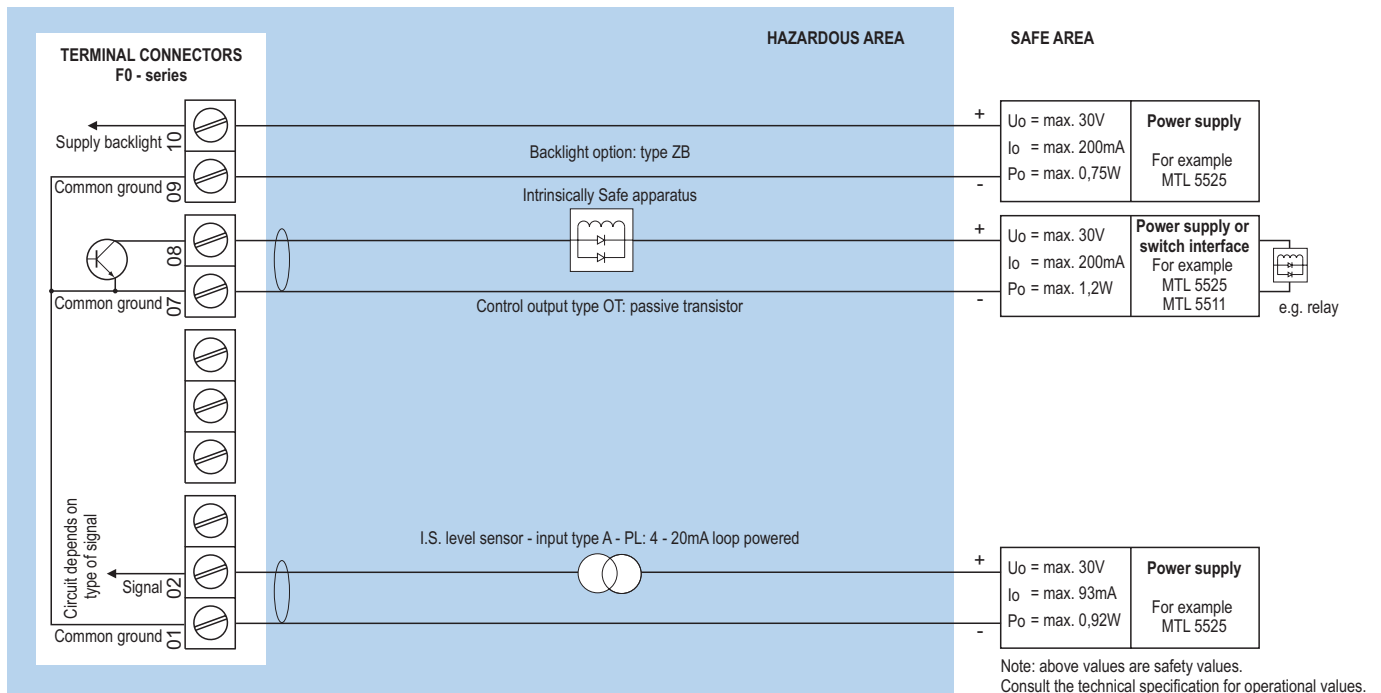 HAZARDOUS AREA
SAFE AREA
TERMINAL CONNECTORS
F0 - series
Supply backlight
10
Backlight option: type ZB
+
Uo = max. 30V
Io = max. 200mA
Po = max. 0,75W
Power supply
For example
MTL 5525
Common ground
09
-
Intrinsically Safe apparatus
08
+
Uo = max. 30V
Io = max. 200mA
Po = max. 1,2W
Power supply or
switch interface
For example
MTL 5525
MTL 5511
e.g. relay
Common ground
07
Control output type OT: passive transistor
-
Circuit depends on
type of signal
I.S. level sensor - input type A - PL: 4 - 20mA loop powered
Signal
02
+
Uo = max. 30V
Io = max. 93mA
Po = max. 0,92W
Power supply
For example
MTL 5525
Common ground
01
-
Note: above values are safety values.
Consult the technical specification for operational values.